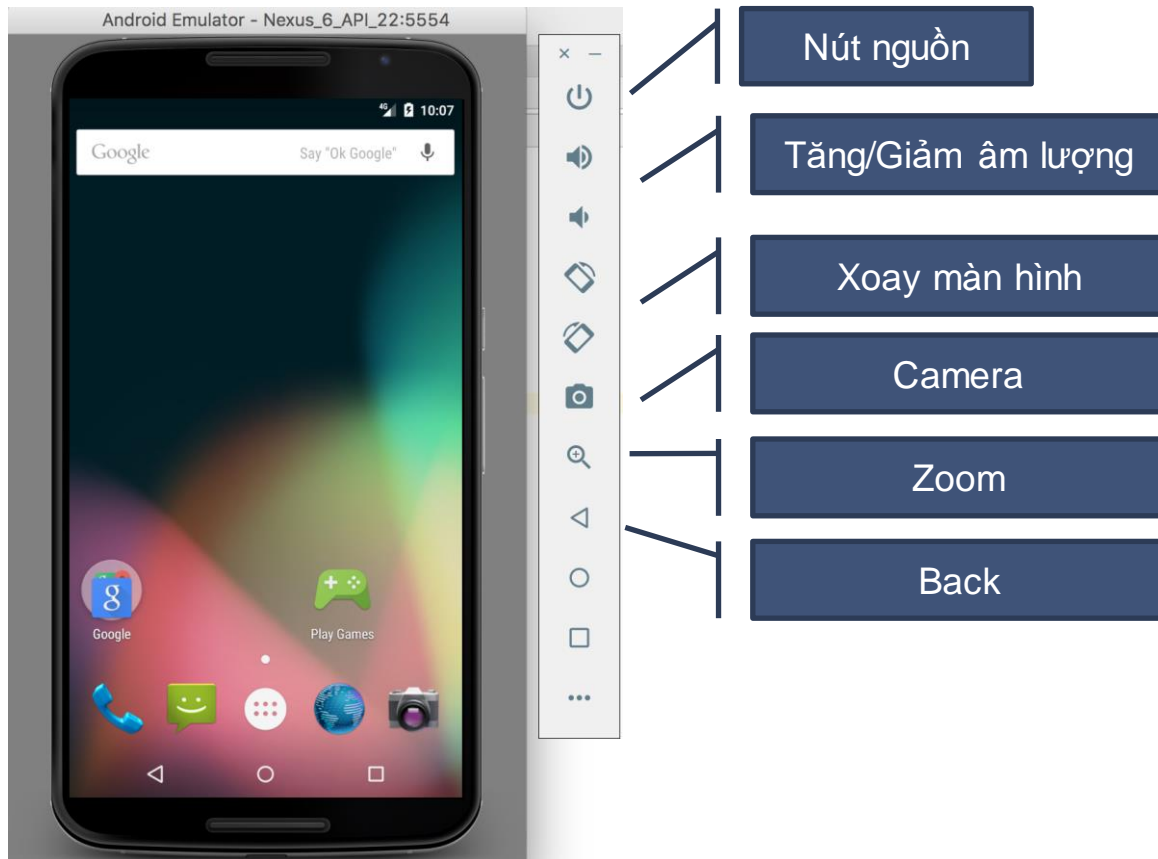 Android Emulator - Nexus_6_API_22:5554
Nút nguồn
4G 10:07
Google Say "Ok Google"
Tăng/Giảm âm lượng
Xoay màn hình
Camera
Zoom
Back
g
Google Play Games